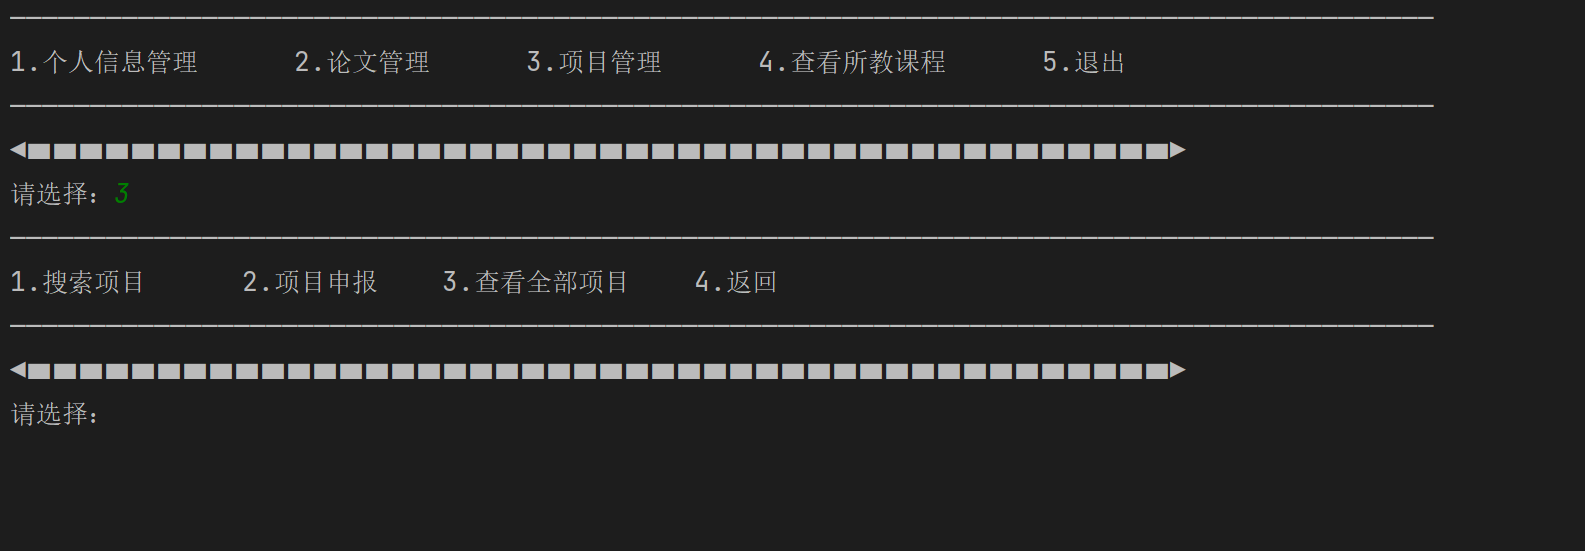 1.个人信息管理 2.论文管理 3.项目管理 4.查看所教课程 5.退出
请选择：3
1.搜索项目 2.项目申报 3.查看全部项目 4.返回
请选择：